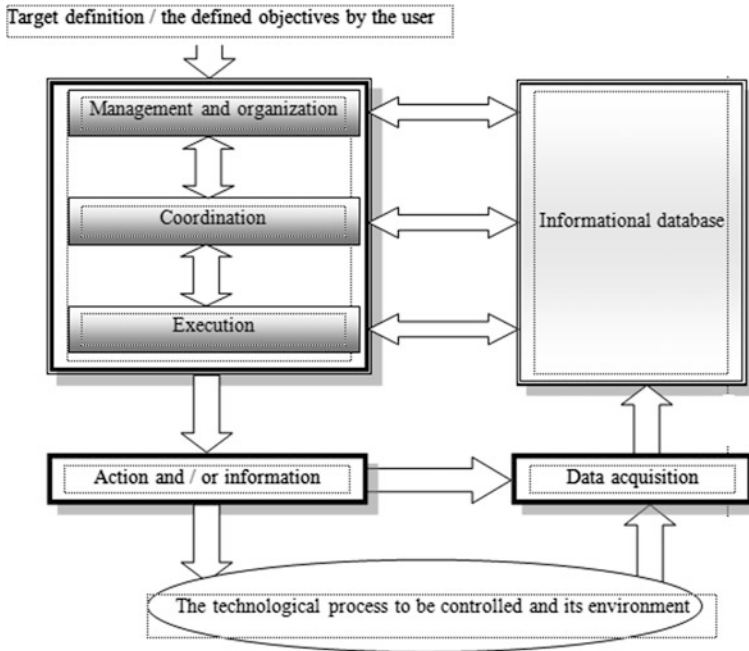 Target definition / the defined objectives by the user
Management and organization
Coordination
Informational database
Execution
Action and / or information
Data acquisition
The technological process to be controlled and its environment